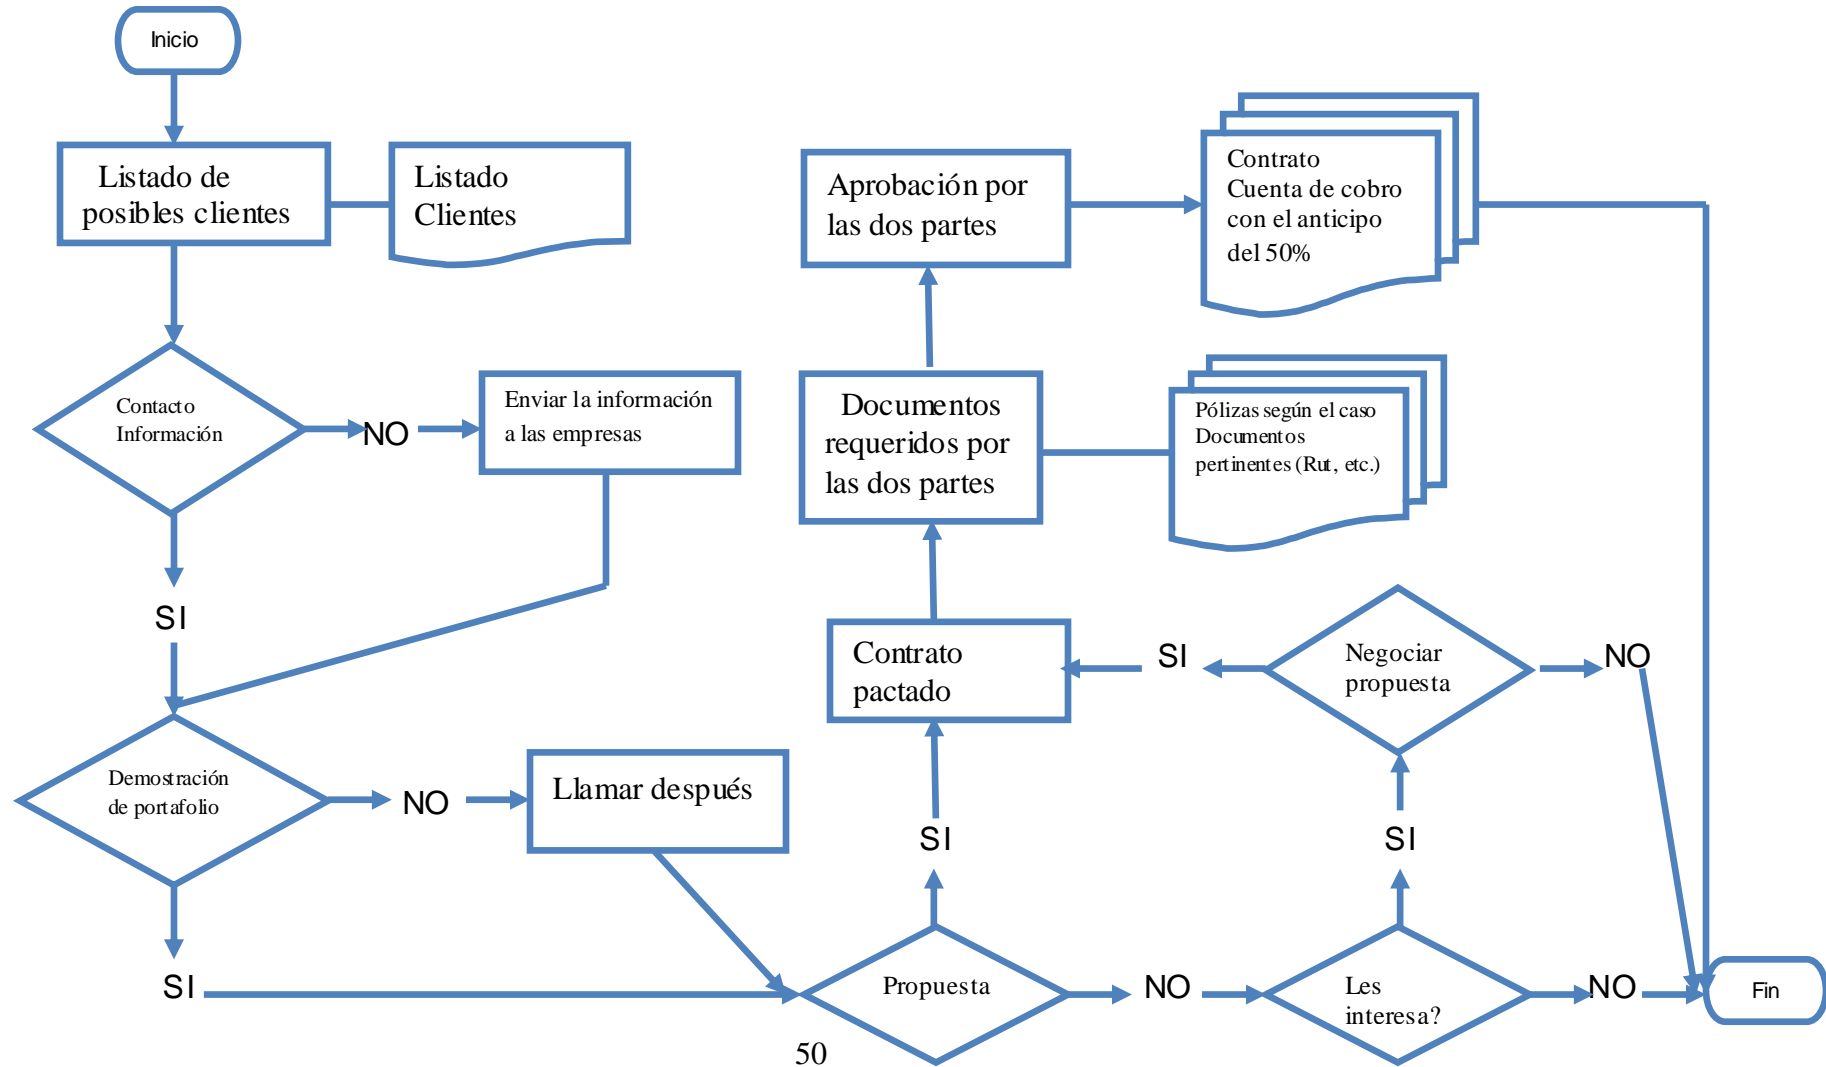 Inicio
Listado de
posibles clientes
Listado
Clientes
Contacto
Información
NO
Enviar la información
a las empresas
SI
Demostración
de portafolio
NO
Llamar después
SI
Propuesta
SI
NO
Les
interesa?
NO
SI
Negociar
propuesta
NO
SI
Contrato
pactado
Documentos
requeridos por
las dos partes
Pólizas según el caso
Documentos
pertinentes (Rut, etc.)
Aprobación por
las dos partes
Contrato
Cuenta de cobro
con el anticipo
del 50%
Fin
50